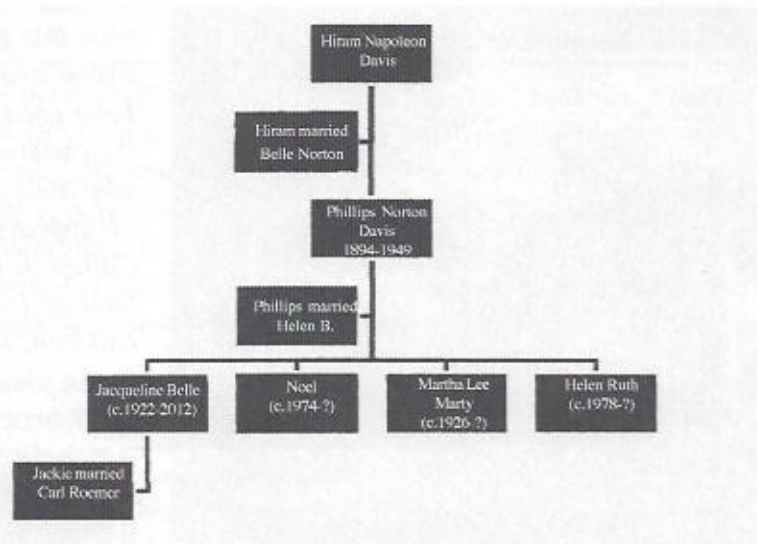 Hiram Napoleon
Davis
Hiram married
Belle Norton
Phillips Norton
Davis
1894-1949
Phillips married
Helen B.
Jacqueline Belle
(c.1922-2012)
Noel
(c.1974-?)
Martha Lee
Marty
(c.1926-?)
Helen Ruth
(c.1978-?)
Jackie married
Carl Roemer